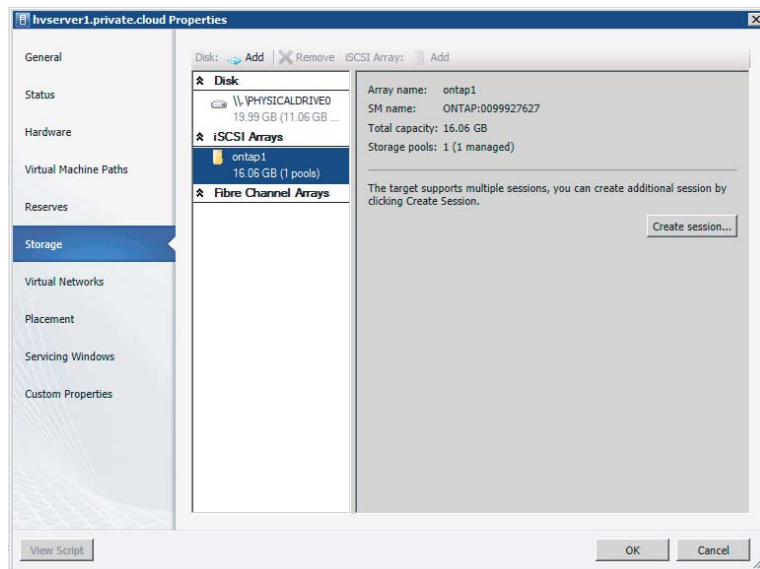 hvserver1.private.cloud Properties
General
Status
Hardware
Virtual Machine Paths
Reserves
Storage
Virtual Networks
Placement
Servicing Windows
Custom Properties
Disk: Add Remove iSCSI Array: Add
Disk
\\.\PHYSICALDRIVE0
19.99 GB (11.06 GB ...
iSCSI Arrays
ontap1
16.06 GB (1 pools)
Fibre Channel Arrays
Array name: ontap1
SM name: ONTAP:0099927627
Total capacity: 16.06 GB
Storage pools: 1 (1 managed)
The target supports multiple sessions, you can create additional session by
clicking Create Session.
Create session...
View Script
OK
Cancel